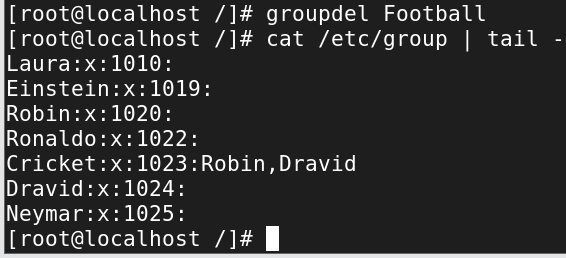 [root@localhost /]# groupdel Football
[root@localhost /]# cat /etc/group | tail -
Laura:x:1010:
Einstein:x:1019:
Robin:x:1020:
Ronaldo:x:1022:
Cricket:x:1023:Robin,Dravid
Dravid:x:1024:
Neymar:x:1025:
[root@localhost /]#